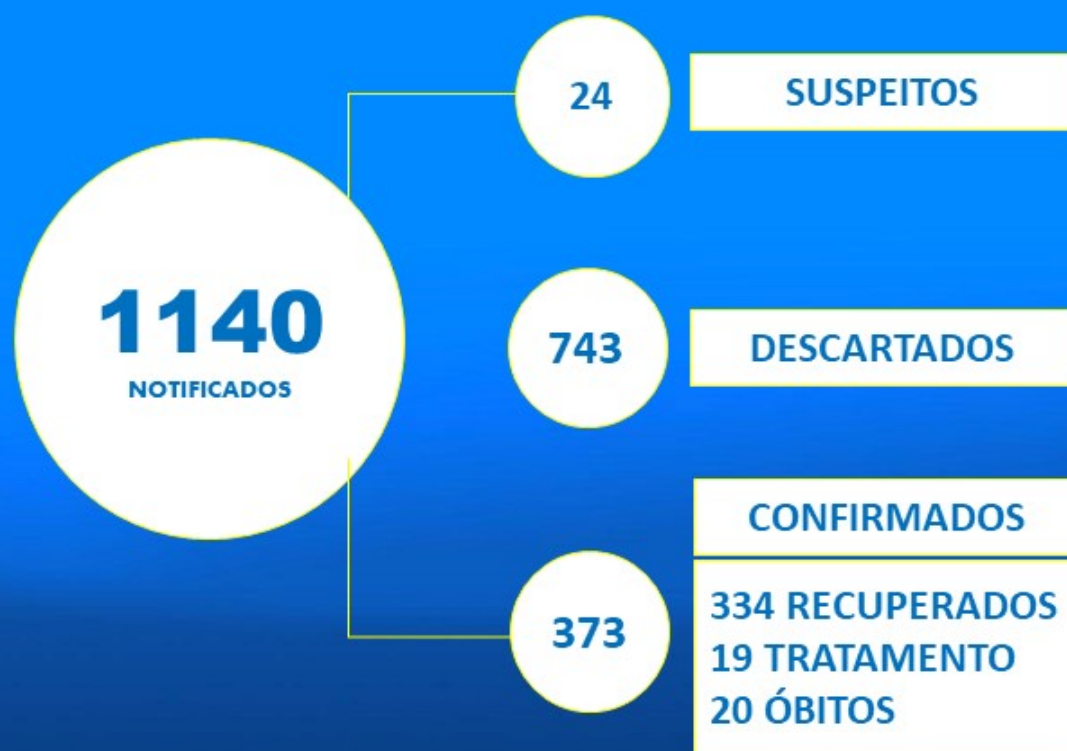 1140
NOTIFICADOS
24
SUSPEITOS
743
DESCARTADOS
373
CONFIRMADOS
334 RECUPERADOS
19 TRATAMENTO
20 ÓBITOS